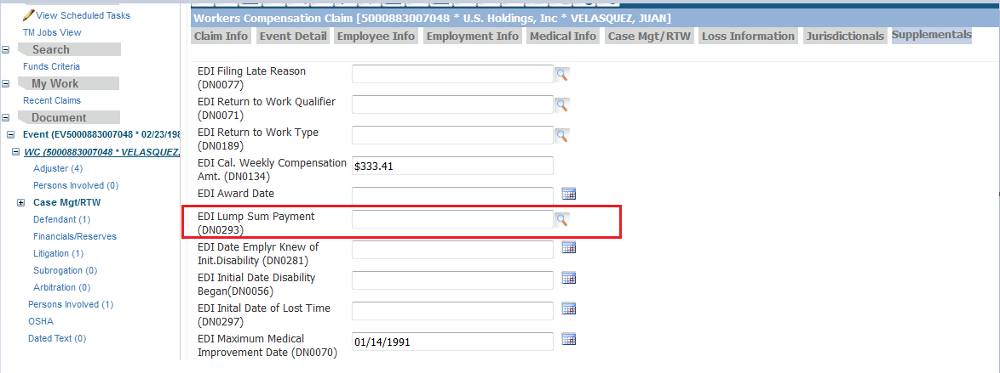 View Scheduled Tasks
TM Jobs View
Search
Funds Criteria
My Work
Recent Claims
Document
Event (EV5000883007048 * 02/23/198
WC (5000883007048 * VELASQUEZ,
Adjuster (4)
Persons Involved (0)
Case Mgt/RTW
Defendant (1)
Financials/Reserves
Litigation (1)
Subrogation (0)
Arbitration (0)
Persons Involved (1)
OSHA
Dated Text (0)
Workers Compensation Claim [5000883007048 * U.S. Holdings, Inc * VELASQUEZ, JUAN]
Claim Info Event Detail Employee Info Employment Info Medical Info Case Mgt/RTW Loss Information Jurisdictionals Supplementals
EDI Filing Late Reason
(DN0077)
EDI Return to Work Qualifier
(DN0071)
EDI Return to Work Type
(DN0189)
EDI Cal. Weekly Compensation
Amt. (DN0134)
$333.41
EDI Award Date
EDI Lump Sum Payment
(DN0293)
EDI Date Emplyr Knew of
Init.Disability (DN0281)
EDI Initial Date Disability
Began(DN0056)
EDI Inital Date of Lost Time
(DN0297)
EDI Maximum Medical
Improvement Date (DN0070)
01/14/1991